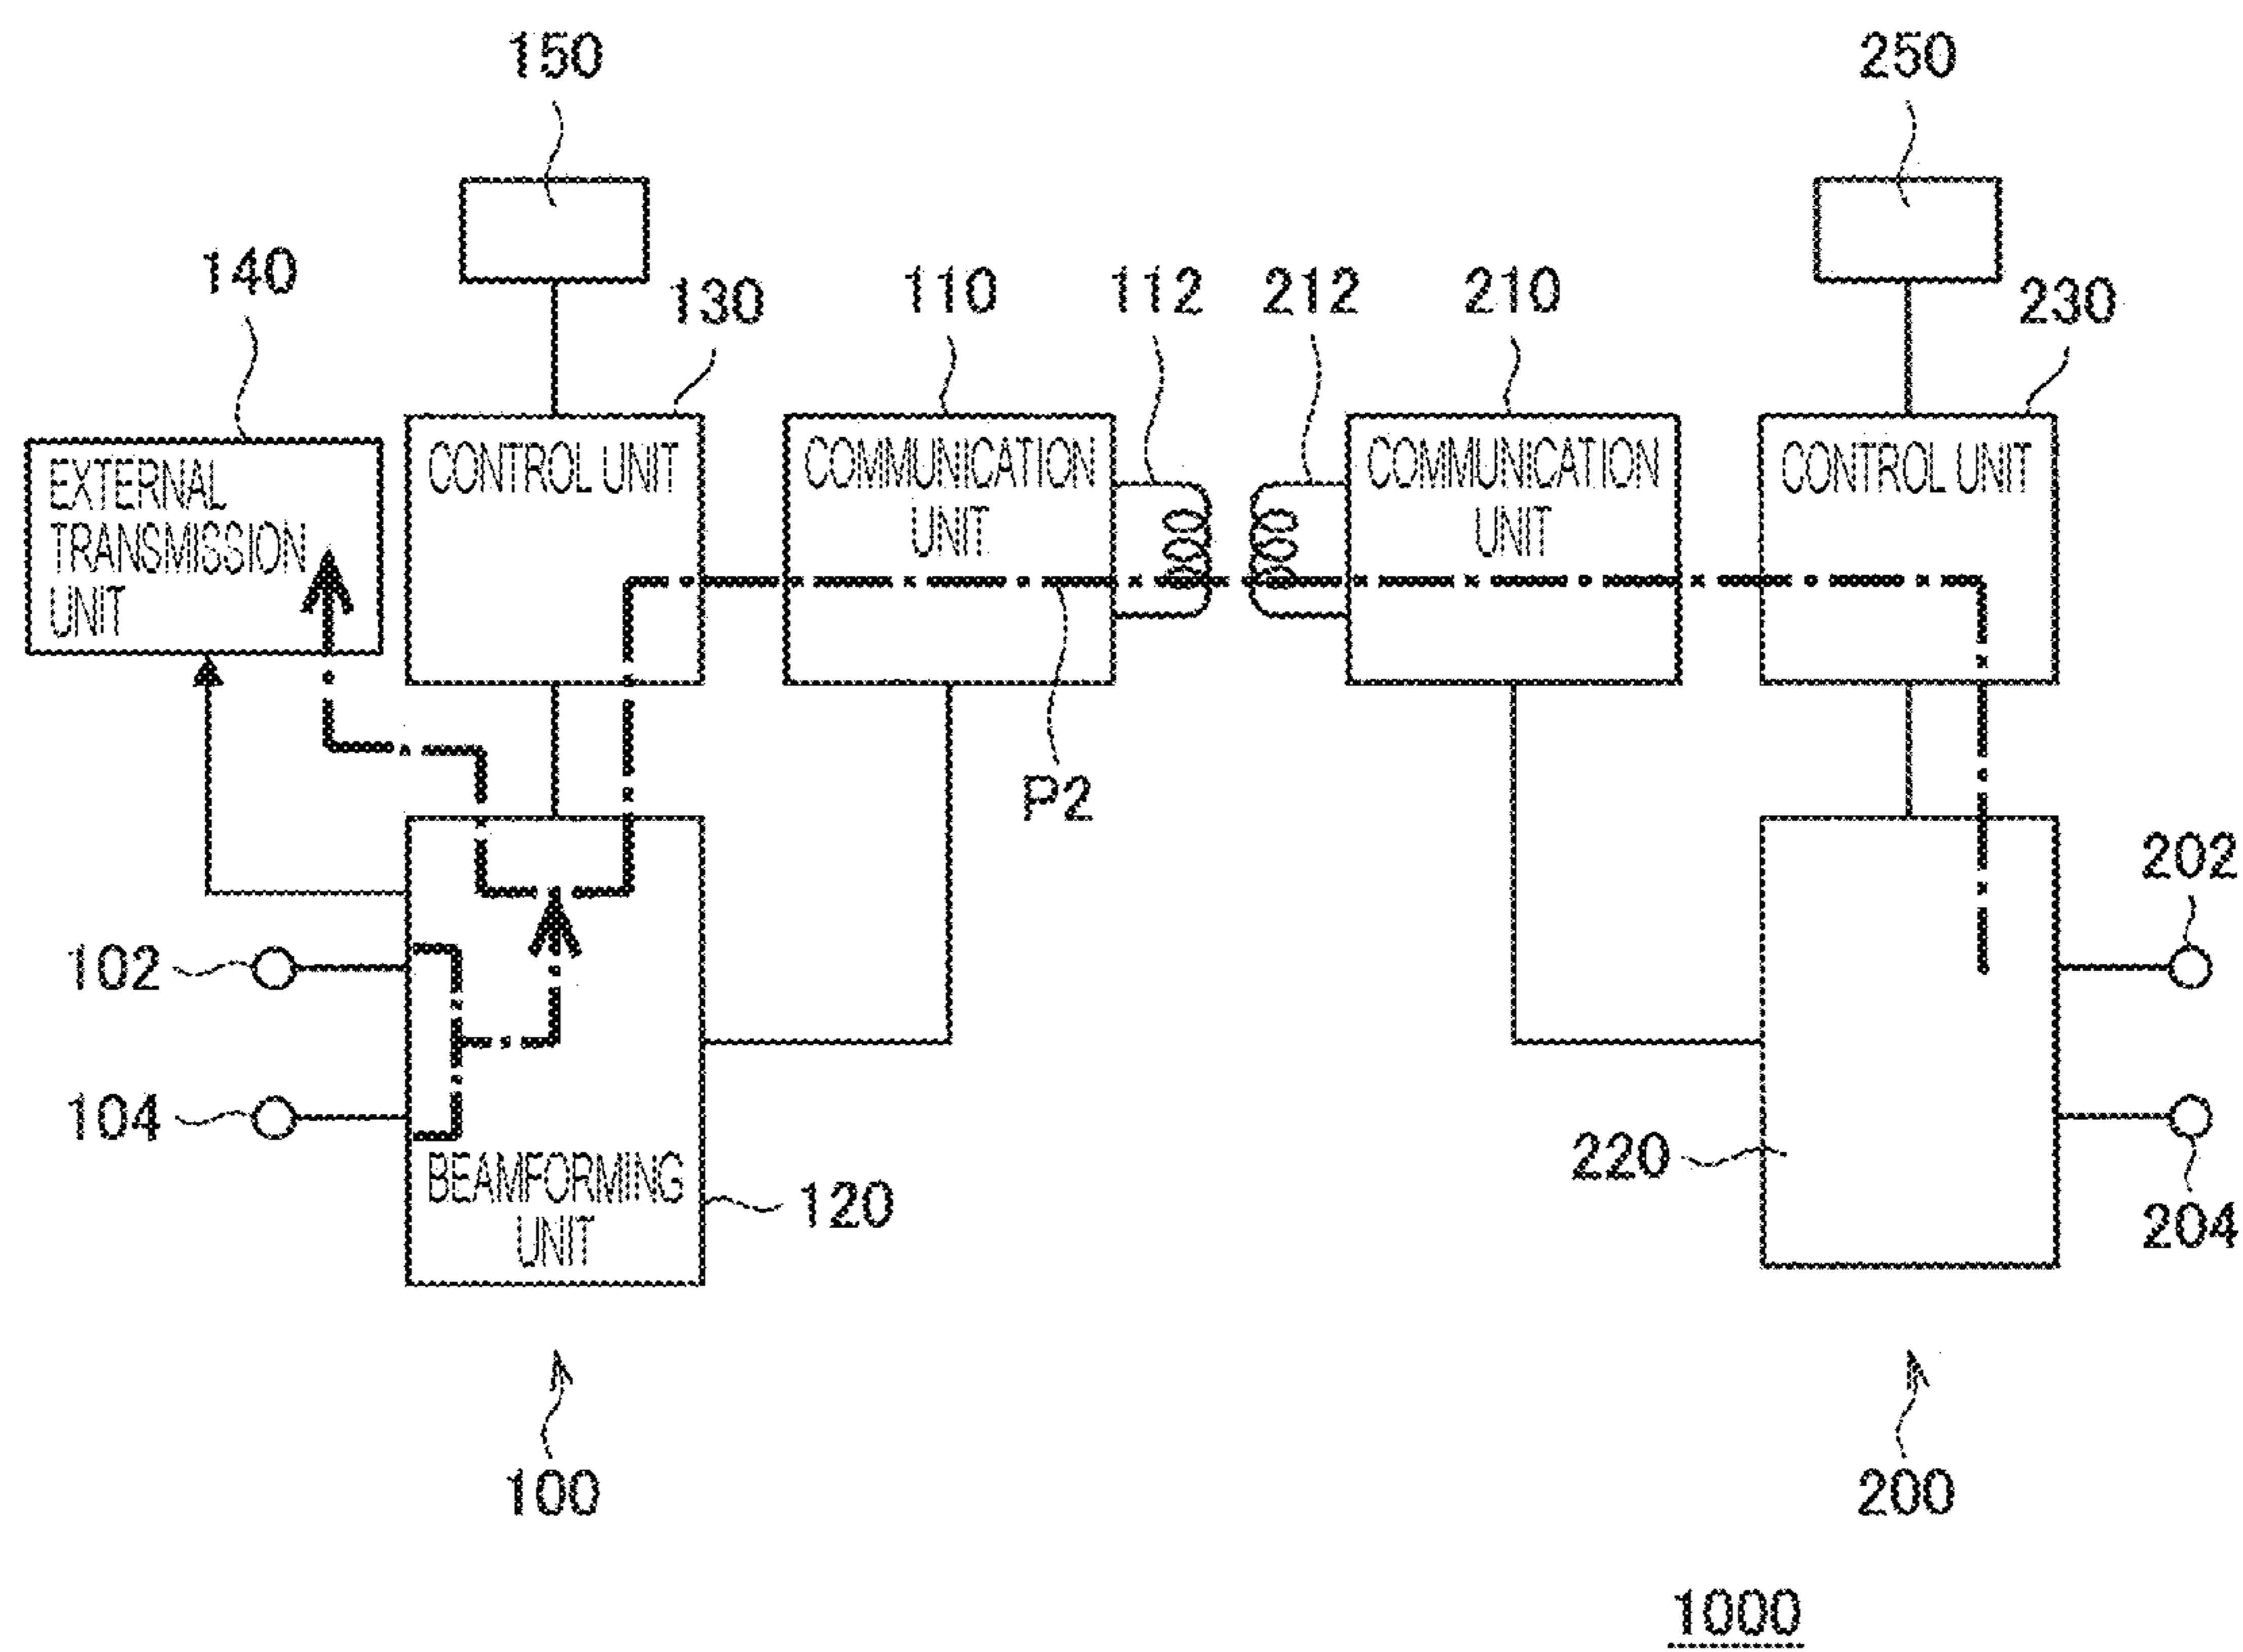 150
250
140
130
110
112
212
210
230
EXTERNAL
TRANSMISSION
UNIT
CONTROL UNIT
COMMUNICATION
UNIT
COMMUNICATION
UNIT
CONTROL UNIT
P2
102
104
202
204
BEAMFORMING
UNIT
120
220
100
200
1000